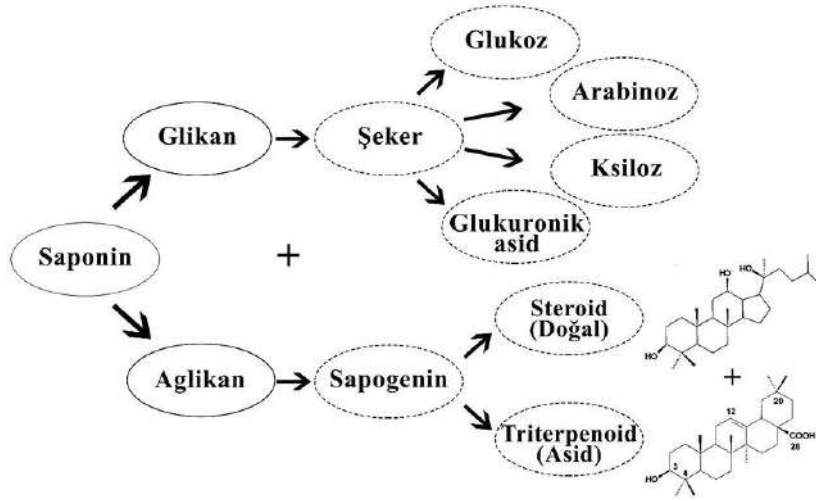 Glukoz
Arabinoz
Glikan
Şeker
Ksiloz
Glukuronik
asid
Saponin
+
Steroid
(Doğal)
HO
HO
HO
Aglikan
Sapogenin
+
Triterpenoid
(Asid)
20
12
COOH
28
3
4
HO